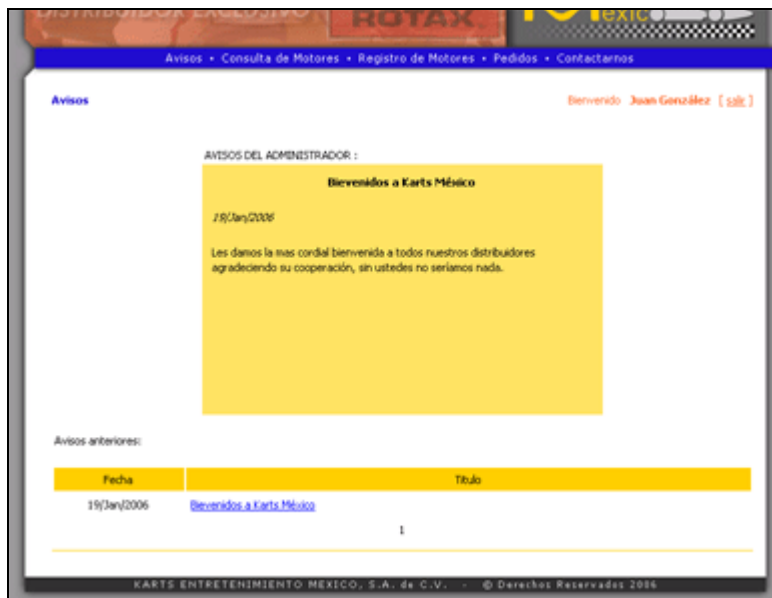 DISTRIBUIDOR EXCLUSIVO
ROTAX
Avisos • Consulta de Motores • Registro de Motores • Pedidos • Contactarnos
Avisos
Bienvenido Juan González [ salir ]
AVISOS DEL ADMINISTRADOR :
Bievenidos a Karts México
19/Jan/2006
Les damos la mas cordial bienvenida a todos nuestros distribuidores
agradeciendo su cooperación, sin ustedes no seríamos nada.
Avisos anteriores:
Fecha Titulo
19/Jan/2006 Bievenidos a Karts México
1
KARTS ENTRETENIMIENTO MEXICO, S.A. de C.V. - © Derechos Reservados 2006